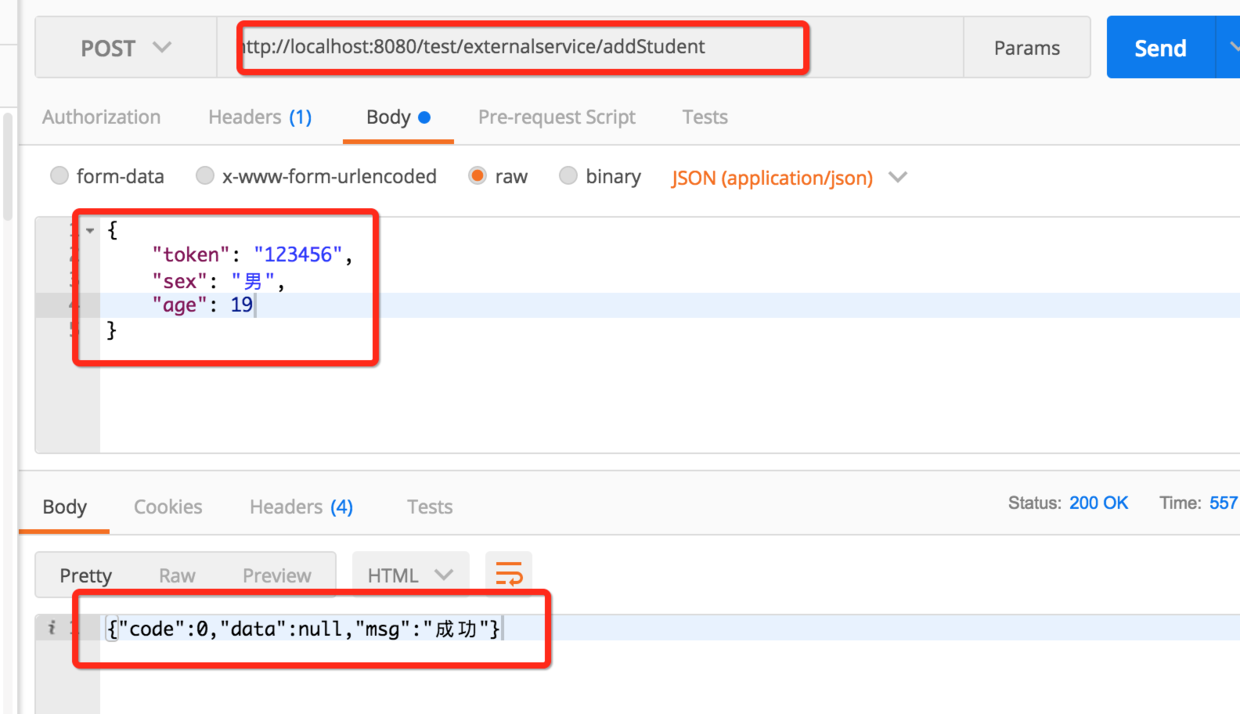 POST ttp://localhost:8080/test/externalservice/addStudent Params Send
Authorization Headers (1) Body Pre-request Script Tests
form-data x-www-form-urlencoded raw binary JSON (application/json)
1 {
2 "token": "123456",
3 "sex": "男",
4 "age": 19
5 }
Body Cookies Headers (4) Tests Status: 200 OK Time: 557
Pretty Raw Preview HTML
i 1 {"code":0,"data":null,"msg":"成功"}